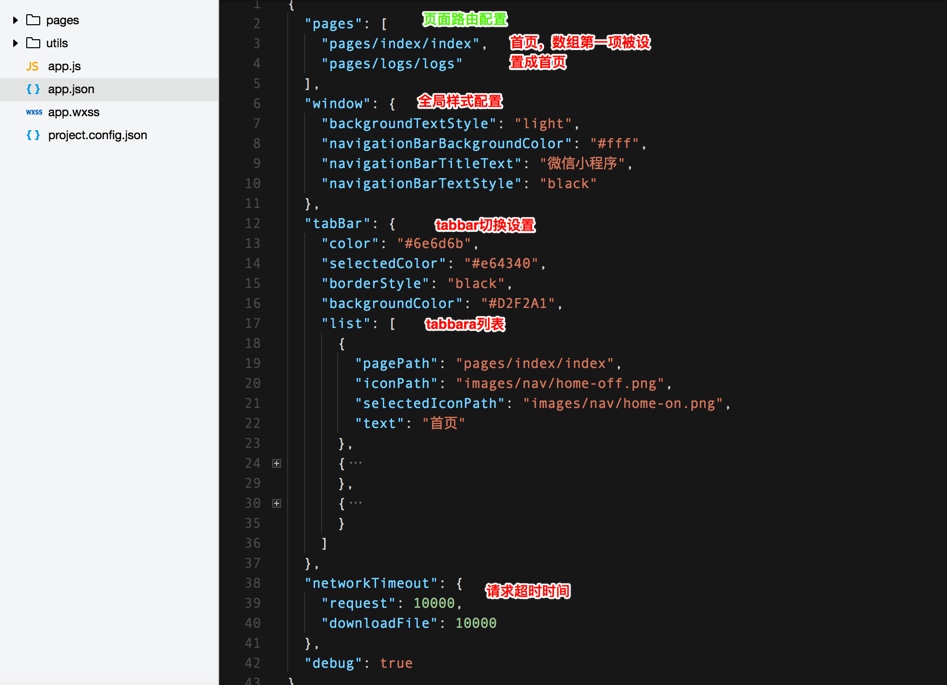 pages
utils
JS app.js
{ } app.json
wxss app.wxss
{ } project.config.json
1 {
2 "pages": [ 页面路由配置
3 "pages/index/index", 首页，数组第一项被设
4 "pages/logs/logs" 置成首页
5 ],
6 "window": { 全局样式配置
7 "backgroundTextStyle": "light",
8 "navigationBarBackgroundColor": "#fff",
9 "navigationBarTitleText": "微信小程序",
10 "navigationBarTextStyle": "black"
11 },
12 "tabBar": { tabbar切换设置
13 "color": "#6e6d6b",
14 "selectedColor": "#e64340",
15 "borderStyle": "black",
16 "backgroundColor": "#D2F2A1",
17 "list": [ tabbara列表
18 {
19 "pagePath": "pages/index/index",
20 "iconPath": "images/nav/home-off.png",
21 "selectedIconPath": "images/nav/home-on.png",
22 "text": "首页"
23 },
24 {···
29 },
30 {···
35 }
36 ]
37 },
38 "networkTimeout": { 请求超时时间
39 "request": 10000,
40 "downloadFile": 10000
41 },
42 "debug": true
43 }